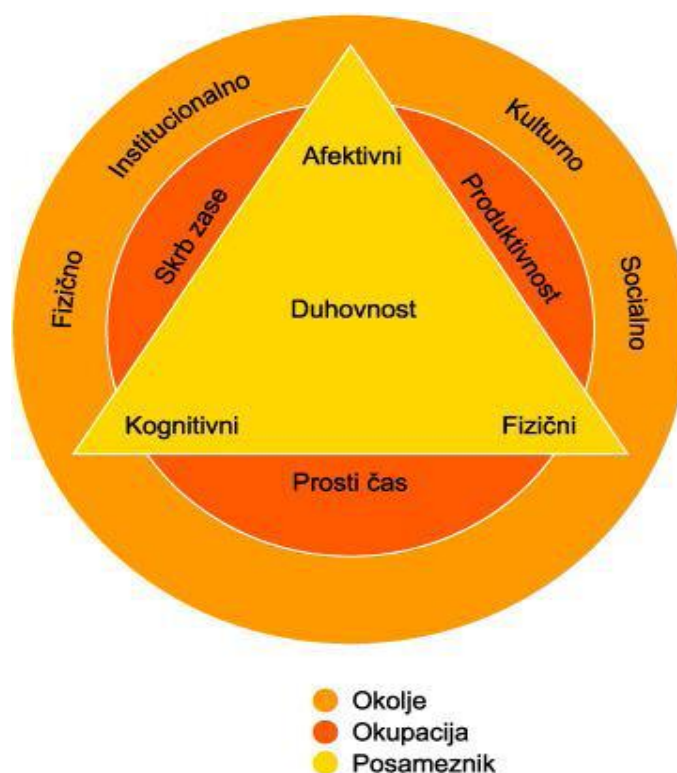 Institucionalno
Kulturno
Fizično
Socialno
Skrb zase
Produktivnost
Afektivni
Duhovnost
Kognitivni
Fizični
Prosti čas
Okolje
Okupacija
Posameznik